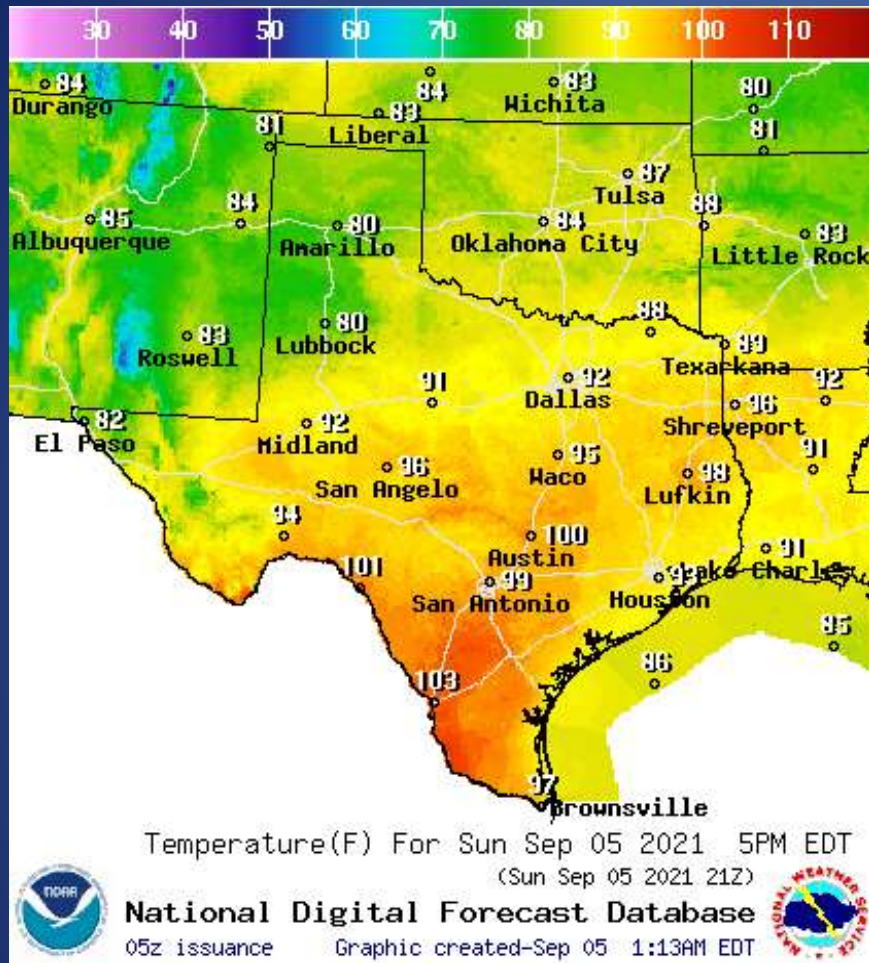 30 40 50 60 70 80 90 100 110
84
Durango
84
83
Liberal
83
Wichita
80
81
81
87
Tulsa
85
Albuquerque
84
80
Amarillo
84
Oklahoma City
88
83
Little Rock
83
Roswell
80
Lubbock
88
89
Texarkana
92
Dallas
91
96
Shreveport
92
82
El Paso
92
Midland
96
San Angelo
95
Waco
98
Lufkin
91
94
100
Austin
101
99
San Antonio
Houston
91
103
86
85
97
Brownsville
Temperature(F) For Sun Sep 05 2021 5PM EDT
(Sun Sep 05 2021 21Z)
NOAA
National Digital Forecast Database
05z issuance Graphic created-Sep 05 1:13AM EDT
NATIONAL WEATHER SERVICE